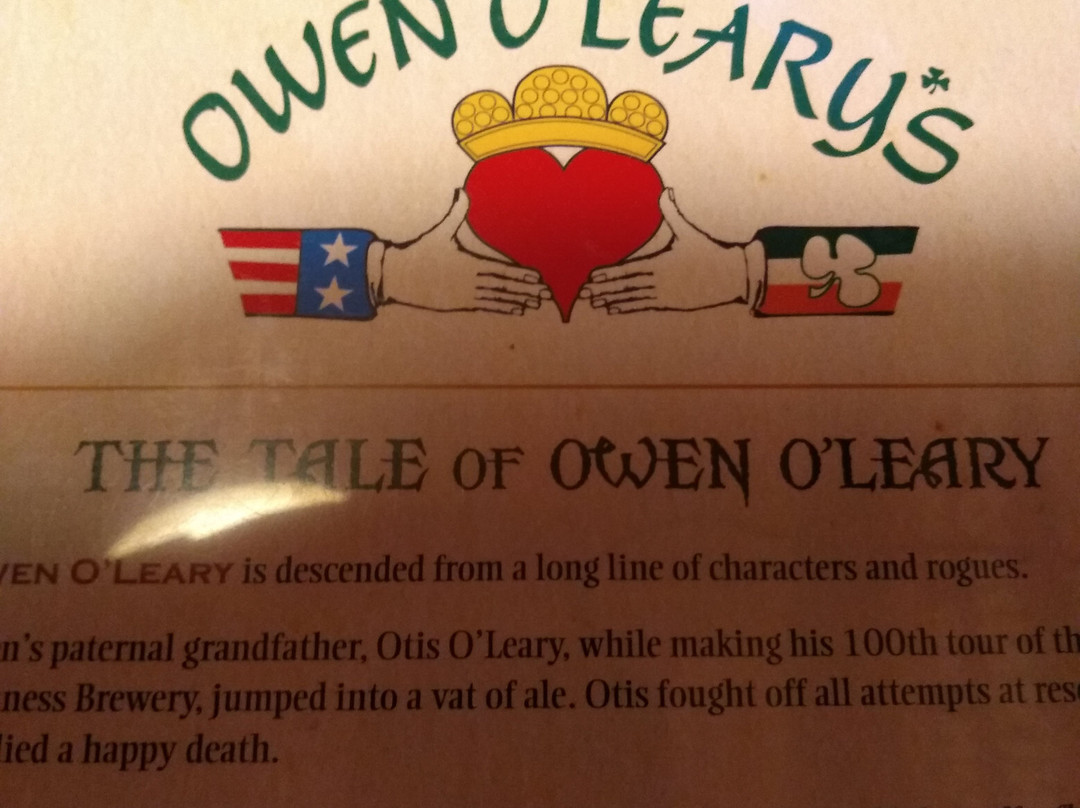 OWEN O'LEARY'S
THE TALE OF OWEN O'LEARY
EN O'LEARY is descended from a long line of characters and rogues.
n's paternal grandfather, Otis O'Leary, while making his 100th tour of th
ness Brewery, jumped into a vat of ale. Otis fought off all attempts at res
ied a happy death.